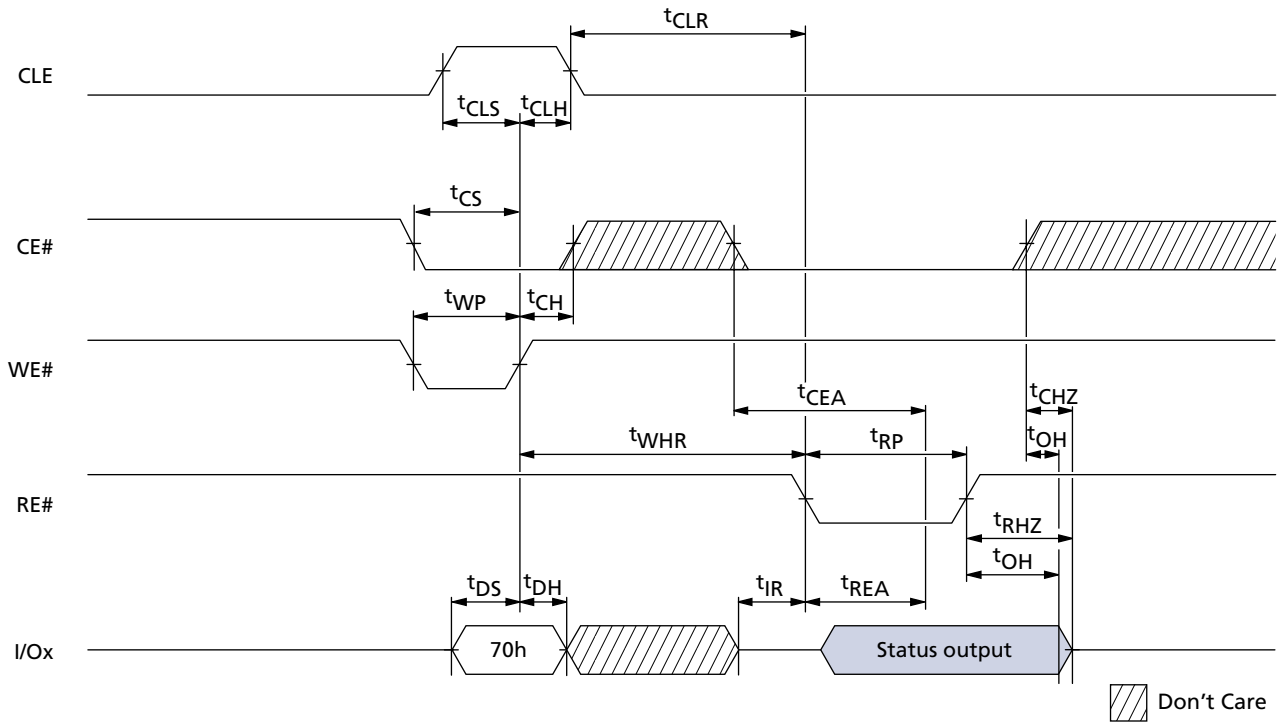 tCLR
CLE
tCLS tCLH
tCS
CE#
tWP tCH
WE#
tCEA tCHZ
tWHR tRP tOH
RE#
tRHZ
tOH
tDS tDH tIR tREA
I/Ox 70h Status output
Don't Care